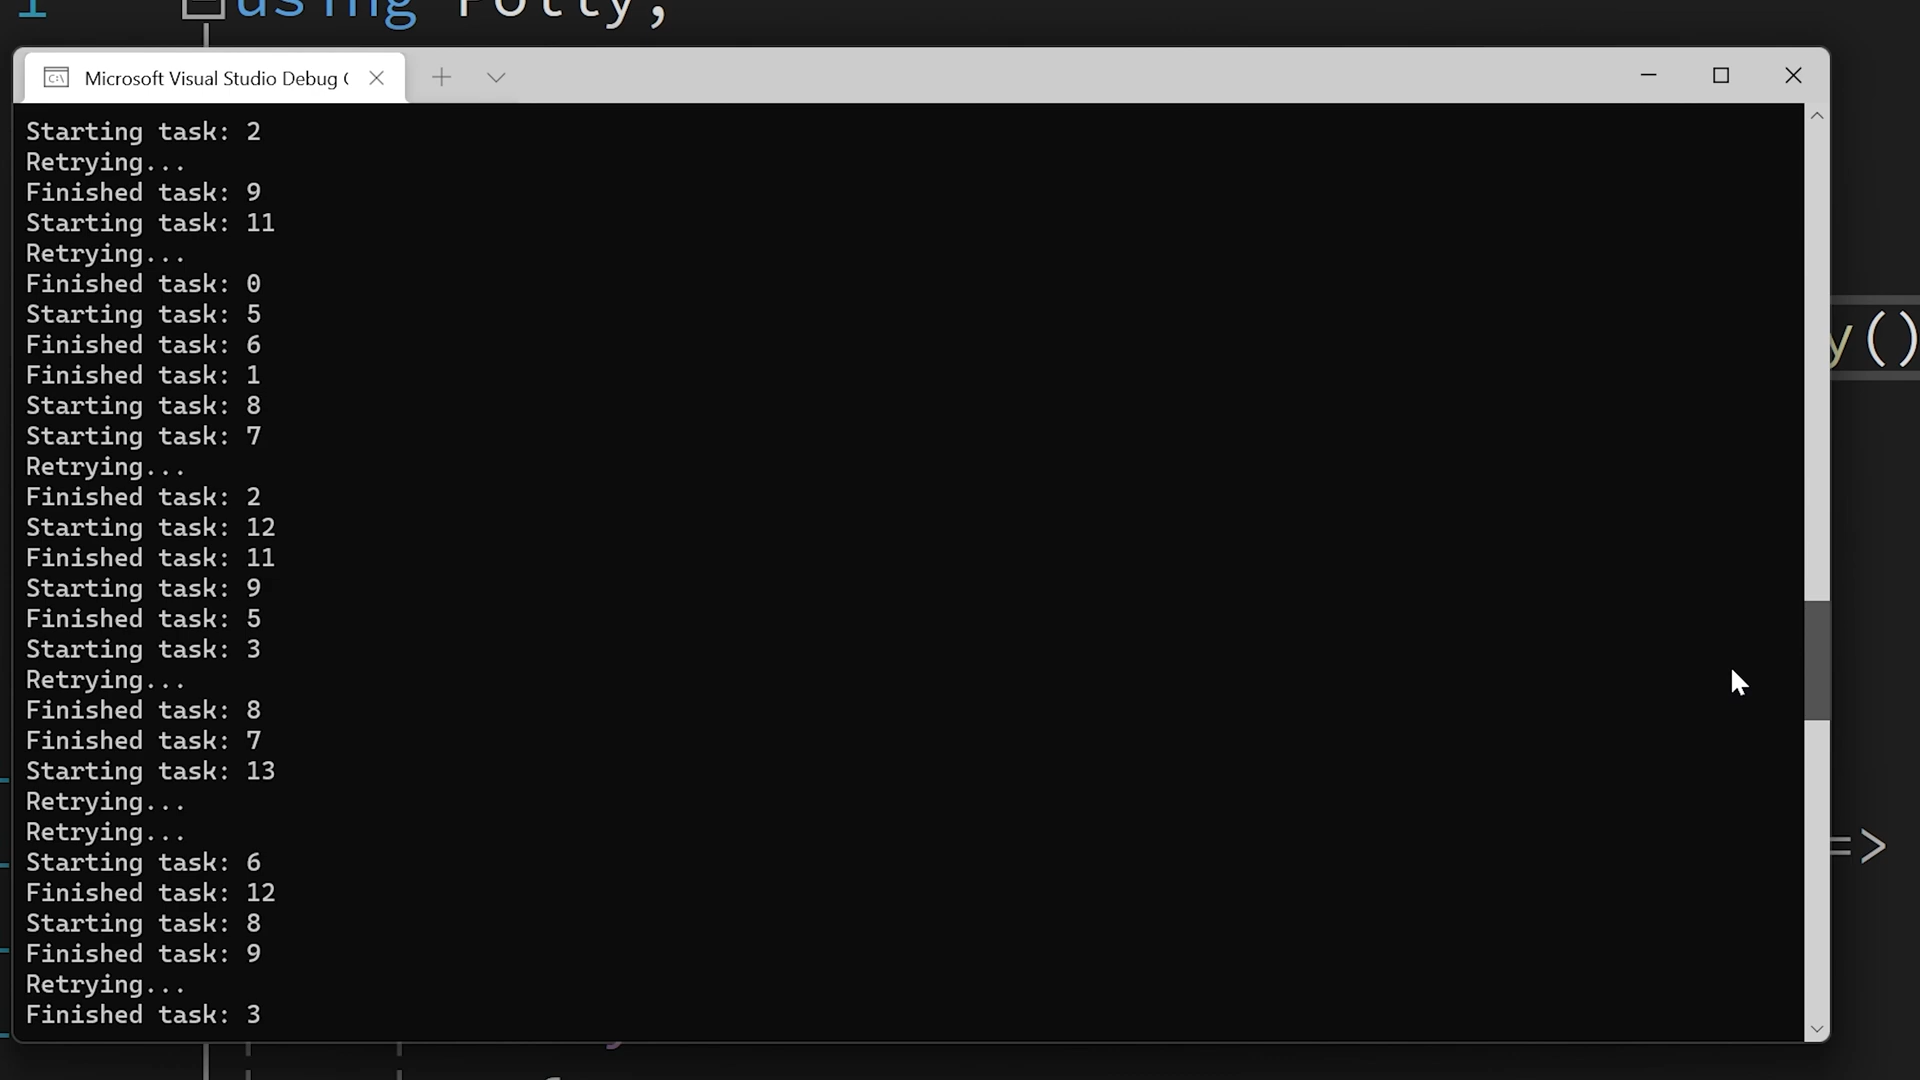 1 using Polly;
Microsoft Visual Studio Debug C
Starting task: 2
Retrying...
Finished task: 9
Starting task: 11
Retrying...
Finished task: 0
Starting task: 5
Finished task: 6
Finished task: 1
Starting task: 8
Starting task: 7
Retrying...
Finished task: 2
Starting task: 12
Finished task: 11
Starting task: 9
Finished task: 5
Starting task: 3
Retrying...
Finished task: 8
Finished task: 7
Starting task: 13
Retrying...
Retrying...
Starting task: 6
Finished task: 12
Starting task: 8
Finished task: 9
Retrying...
Finished task: 3
y()
=>